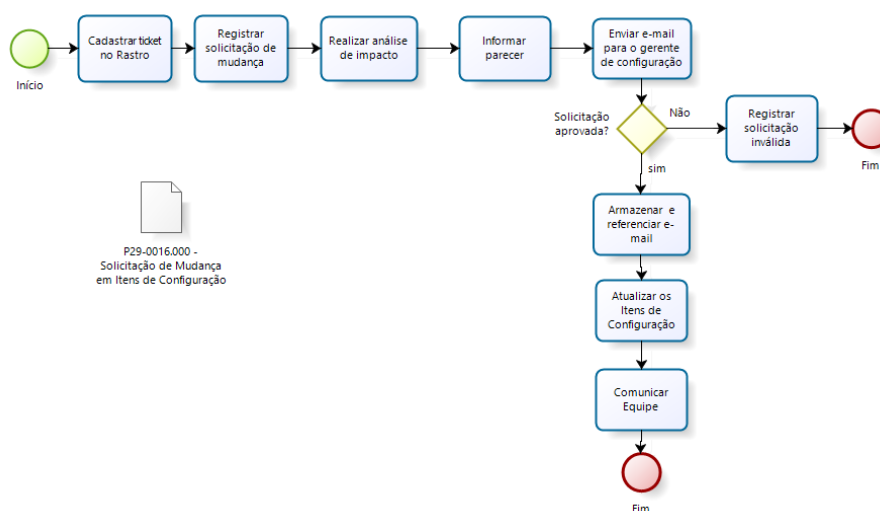 Início
Cadastrar ticket
no Rastro
Registrar
solicitação de
mudança
Realizar análise
de impacto
Informar
parecer
Enviar e-mail
para o gerente
de configuração
Solicitação
aprovada?
Não
Registrar
solicitação
inválida
Fim
sim
Armazenar e
referenciar e-
mail
Atualizar os
Itens de
Configuração
Comunicar
Equipe
Fim
P29-0016.000 -
Solicitação de Mudança
em Itens de Configuração